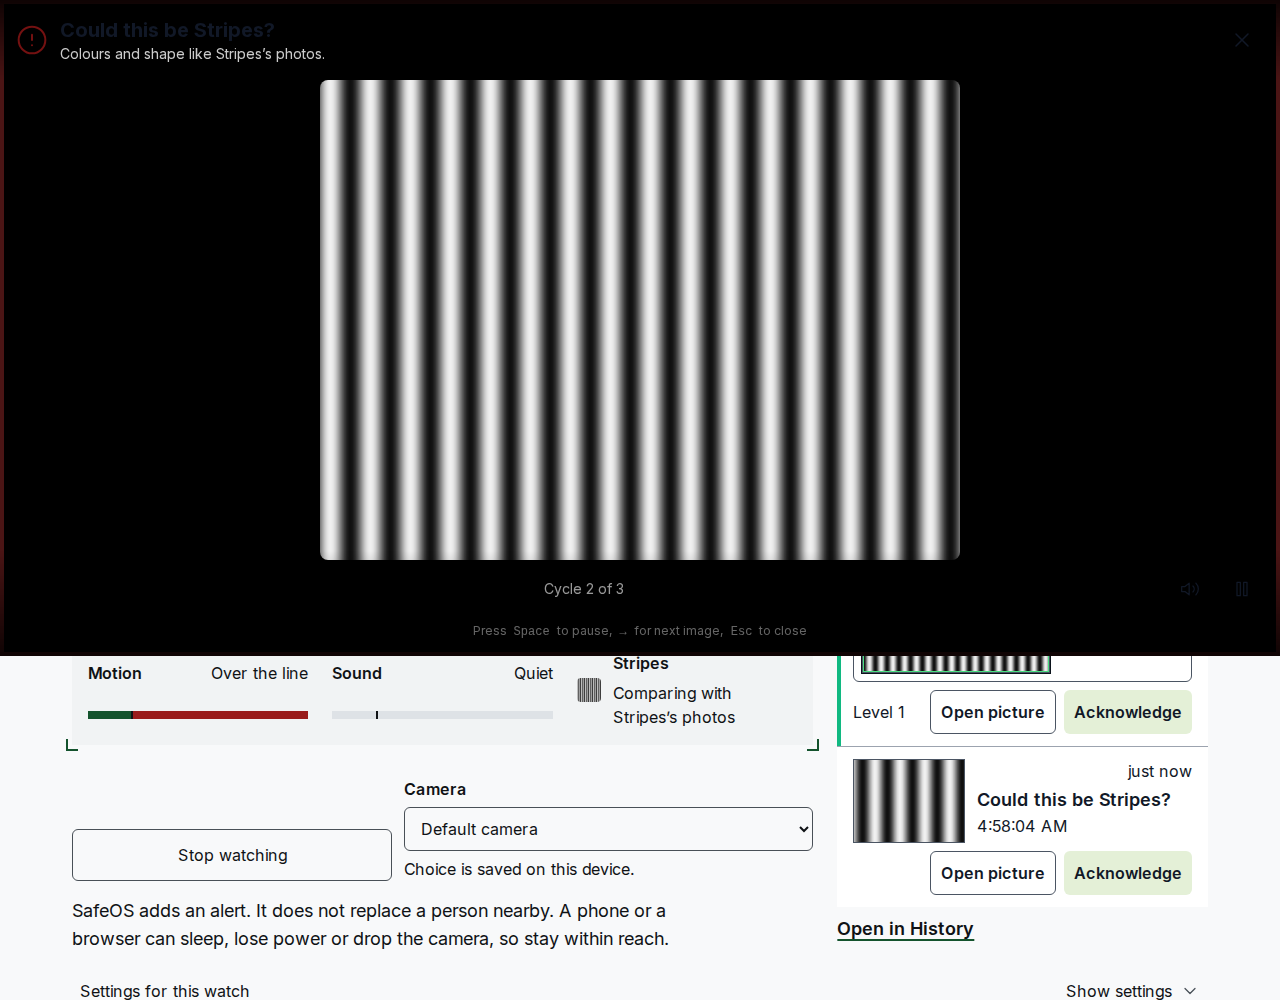 Could this be Stripes?
Colours and shape like Stripes’s photos.
Cycle 2 of 3
Press Space to pause, → for next image, Esc to close
Motion
Over the line
Sound
Quiet
Stripes
Comparing with
Stripes’s photos
Level 1
Open picture
Acknowledge
just now
Could this be Stripes?
4:58:04 AM
Open picture
Acknowledge
Open in History
Camera
Default camera
Stop watching
Choice is saved on this device.
SafeOS adds an alert. It does not replace a person nearby. A phone or a
browser can sleep, lose power or drop the camera, so stay within reach.
Settings for this watch
Show settings